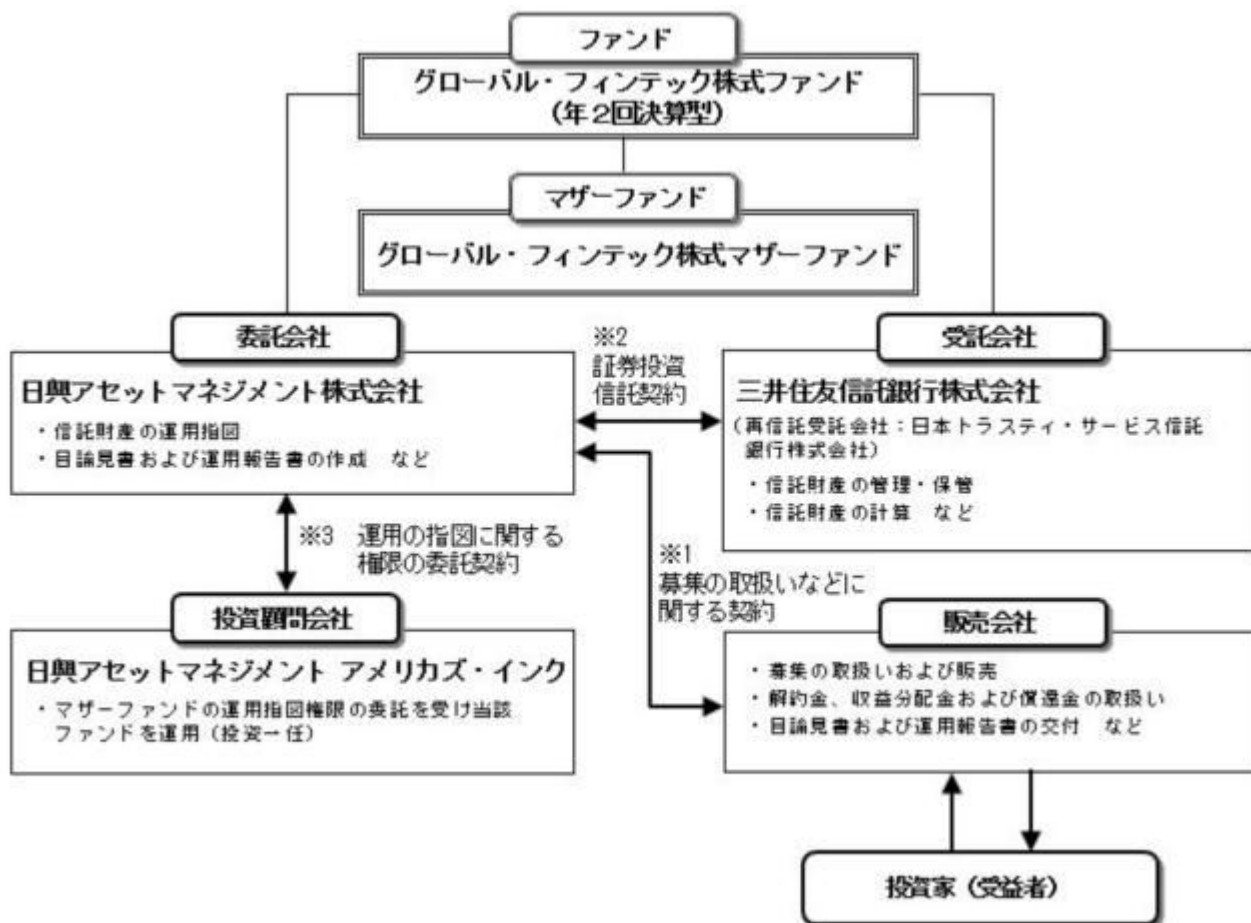 ファンド
グローバル・フィンテック株式ファンド
(年2回決算型)
マザーファンド
グローバル・フィンテック株式マザーファンド
委託会社
日興アセットマネジメント株式会社
・信託財産の運用指図
・目論見書および運用報告書の作成 など
※2
証券投資
信託契約
受託会社
三井住友信託銀行株式会社
(再信託受託会社:日本トラスティ・サービス信託
銀行株式会社)
・信託財産の管理・保管
・信託財産の計算 など
※3 運用の指図に関する
権限の委託契約
※1
募集の取扱いなどに
関する契約
投資顧問会社
日興アセットマネジメント アメリカズ・インク
・マザーファンドの運用指図権限の委託を受け当該
ファンドを運用(投資一任)
販売会社
・募集の取扱いおよび販売
・解約金、収益分配金および償還金の取扱い
・目論見書および運用報告書の交付 など
投資家(受益者)